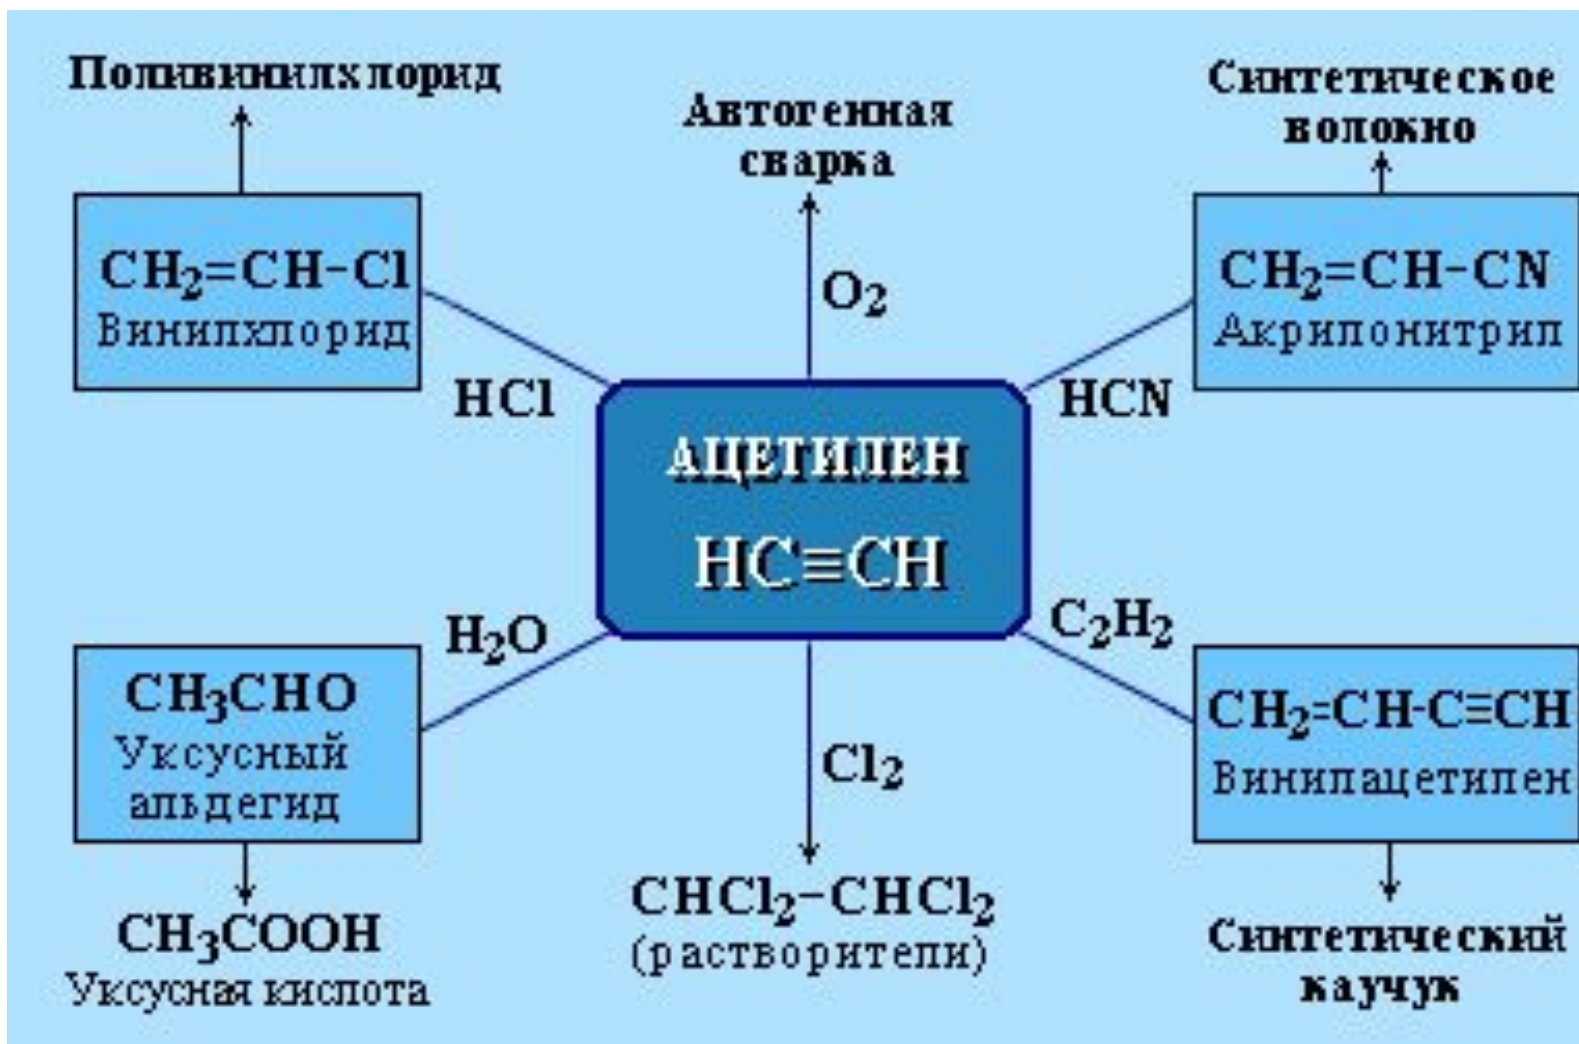 Поливинилхлорид
Автогенная
сварка
Синтетическое
волокно
CH₂=CH-Cl
Винилхлорид
O₂
CH₂=CH-CN
Акрилонитрил
HCl
HCN
АЦЕТИЛЕН
HC≡CH
H₂O
C₂H₂
CH₃CHO
Уксусный
альдегид
Cl₂
CH₂=CH-C≡CH
Винилацетилен
CH₃COOH
Уксусная кислота
CHCl₂-CHCl₂
(растворители)
Синтетический
каучук